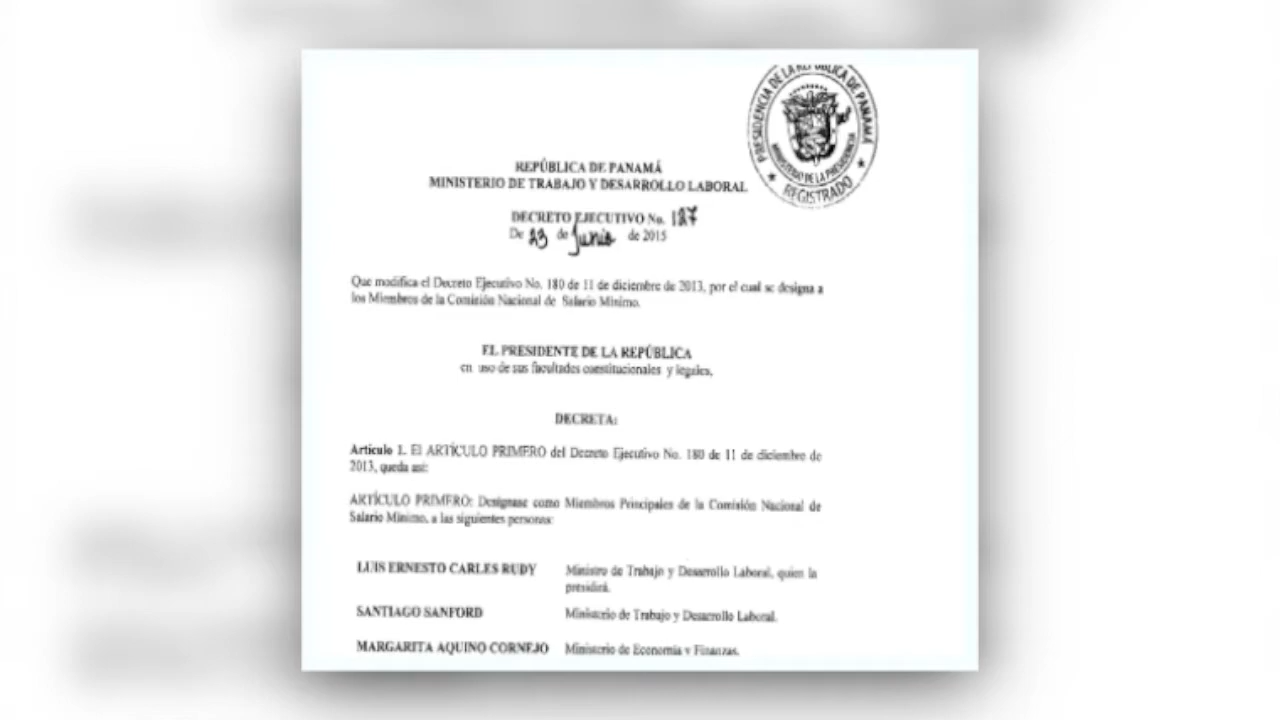 PRESIDENCIA DE LA REPÚBLICA DE PANAMÁ
MINISTERIO DE LA PRESIDENCIA
REGISTRADO
REPÚBLICA DE PANAMÁ
MINISTERIO DE TRABAJO Y DESARROLLO LABORAL
DECRETO EJECUTIVO No. 127
De 23 de Junio de 2015
Que modifica el Decreto Ejecutivo No. 180 de 11 de diciembre de 2013, por el cual se designa a
los Miembros de la Comisión Nacional de Salario Mínimo.
EL PRESIDENTE DE LA REPÚBLICA
en uso de sus facultades constitucionales y legales,
DECRETA:
Artículo 1. El ARTÍCULO PRIMERO del Decreto Ejecutivo No. 180 de 11 de diciembre de
2013, queda así:
ARTÍCULO PRIMERO: Desígnase como Miembros Principales de la Comisión Nacional de
Salario Mínimo, a las siguientes personas:
LUIS ERNESTO CARLES RUDY Ministro de Trabajo y Desarrollo Laboral, quien la
presidirá.
SANTIAGO SANFORD Ministerio de Trabajo y Desarrollo Laboral.
MARGARITA AQUINO CORNEJO Ministerio de Economía y Finanzas.